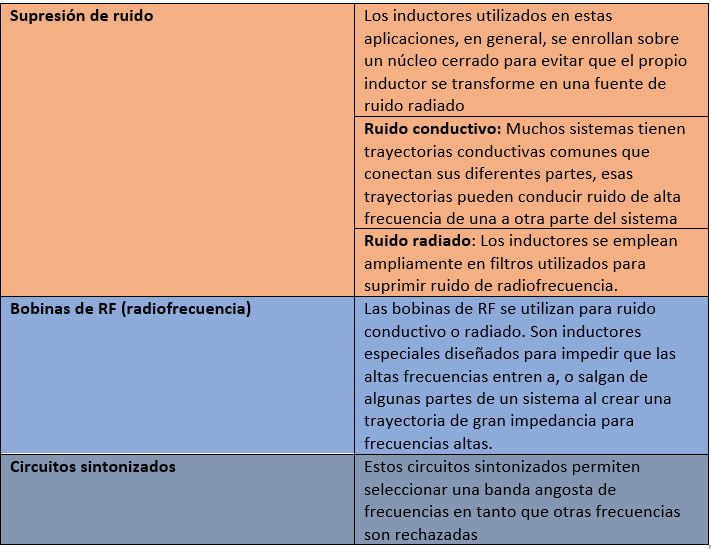 Supresión de ruido
Los inductores utilizados en estas
aplicaciones, en general, se enrollan sobre
un núcleo cerrado para evitar que el propio
inductor se transforme en una fuente de
ruido radiado
Ruido conductivo: Muchos sistemas tienen
trayectorias conductivas comunes que
conectan sus diferentes partes, esas
trayectorias pueden conducir ruido de alta
frecuencia de una a otra parte del sistema
Ruido radiado: Los inductores se emplean
ampliamente en filtros utilizados para
suprimir ruido de radiofrecuencia.
Bobinas de RF (radiofrecuencia)
Las bobinas de RF se utilizan para ruido
conductivo o radiado. Son inductores
especiales diseñados para impedir que las
altas frecuencias entren a, o salgan de
algunas partes de un sistema al crear una
trayectoria de gran impedancia para
frecuencias altas.
Circuitos sintonizados
Estos circuitos sintonizados permiten
seleccionar una banda angosta de
frecuencias en tanto que otras frecuencias
son rechazadas